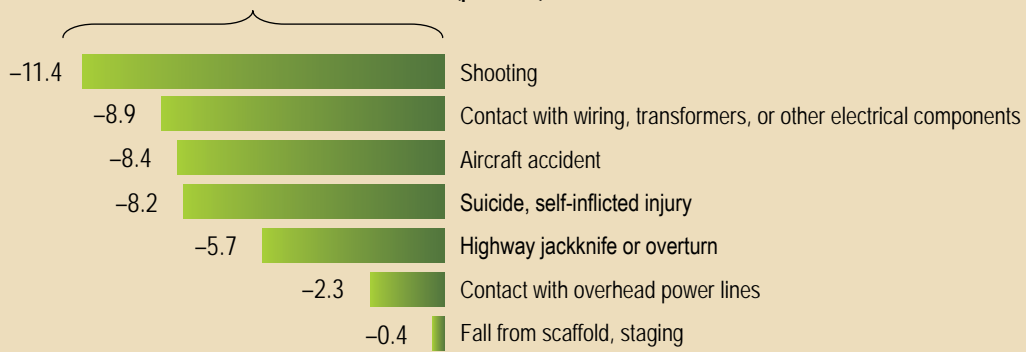 –11.4 Shooting
–8.9 Contact with wiring, transformers, or other electrical components
–8.4 Aircraft accident
–8.2 Suicide, self-inflicted injury
–5.7 Highway jackknife or overturn
–2.3 Contact with overhead power lines
–0.4 Fall from scaffold, staging